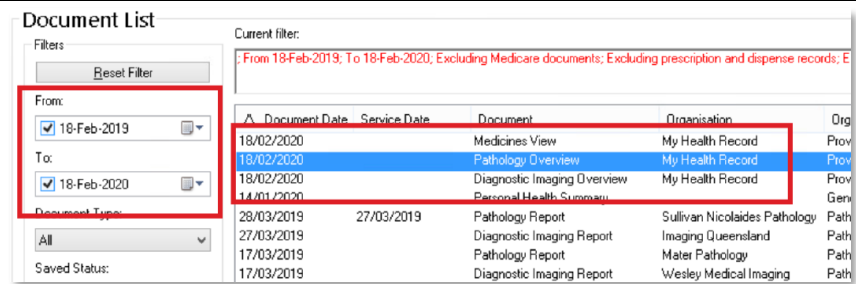 Document List
Filters
Reset Filter
From:
18-Feb-2019
To:
18-Feb-2020
Document Type:
All
Saved Status:
Current filter:
; From 18-Feb-2019; To 18-Feb-2020; Excluding Medicare documents; Excluding prescription and dispense records; E
Document Date Service Date Document Organisation Org
18/02/2020 Medicines View My Health Record Prov
18/02/2020 Pathology Overview My Health Record Prov
18/02/2020 Diagnostic Imaging Overview My Health Record Prov
14/01/2020 Personal Health Summary Gen
28/03/2019 27/03/2019 Pathology Report Sullivan Nicolaides Pathology Path
27/03/2019 Diagnostic Imaging Report Imaging Queensland Path
17/03/2019 Pathology Report Mater Pathology Path
17/03/2019 Diagnostic Imaging Report Wesley Medical Imaging Path